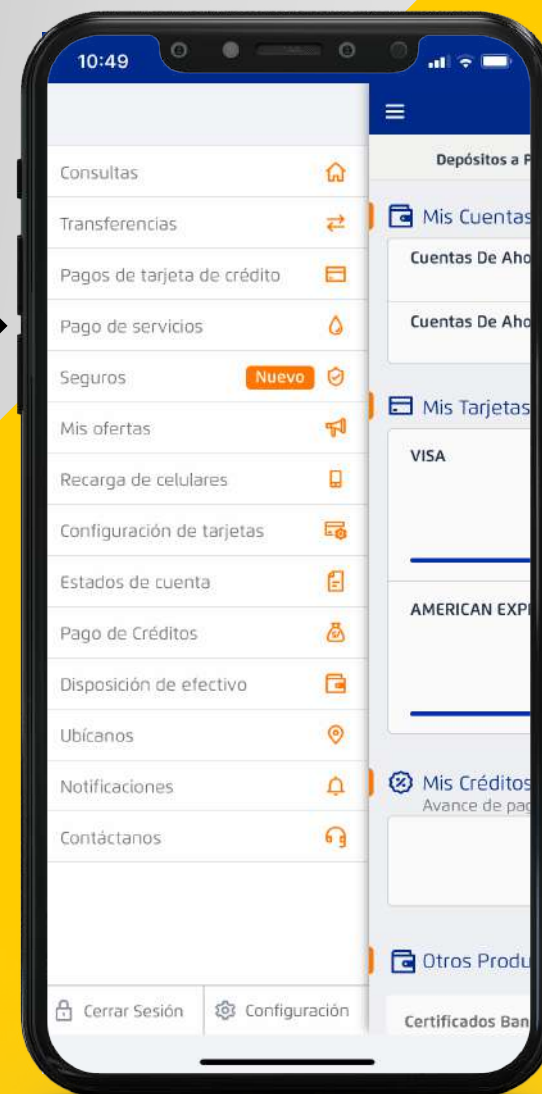 10:49
Consultas
Transferencias
Pagos de tarjeta de crédito
Pago de servicios
Seguros Nuevo
Mis ofertas
Recarga de celulares
Configuración de tarjetas
Estados de cuenta
Pago de Créditos
Disposición de efectivo
Ubícanos
Notificaciones
Contáctanos
Cerrar Sesión Configuración
Depósitos a P
Mis Cuentas
Cuentas De Aho
Cuentas De Aho
Mis Tarjetas
VISA
AMERICAN EXP
Mis Créditos
Avance de pag
Otros Produ
Certificados Ban